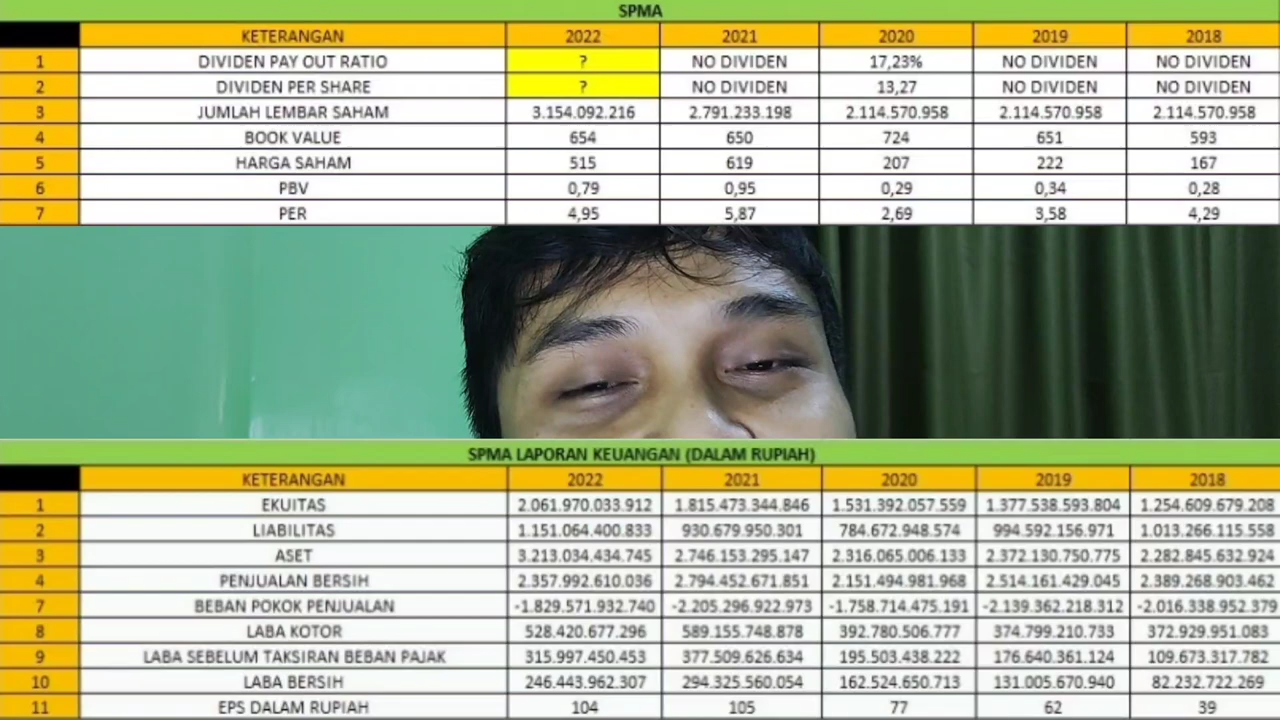 SPMA
KETERANGAN 2022 2021 2020 2019 2018
1 DIVIDEN PAY OUT RATIO ? NO DIVIDEN 17,23% NO DIVIDEN NO DIVIDEN
2 DIVIDEN PER SHARE ? NO DIVIDEN 13,27 NO DIVIDEN NO DIVIDEN
3 JUMLAH LEMBAR SAHAM 3.154.092.216 2.791.233.198 2.114.570.958 2.114.570.958 2.114.570.958
4 BOOK VALUE 654 650 724 651 593
5 HARGA SAHAM 515 619 207 222 167
6 PBV 0,79 0,95 0,29 0,34 0,28
7 PER 4,95 5,87 2,69 3,58 4,29
SPMA LAPORAN KEUANGAN (DALAM RUPIAH)
KETERANGAN 2022 2021 2020 2019 2018
1 EKUITAS 2.061.970.033.912 1.815.473.344.846 1.531.392.057.559 1.377.538.593.804 1.254.609.679.208
2 LIABILITAS 1.151.064.400.833 930.679.950.301 784.672.948.574 994.592.156.971 1.013.266.115.558
3 ASET 3.213.034.434.745 2.746.153.295.147 2.316.065.006.133 2.372.130.750.775 2.282.845.632.924
4 PENJUALAN BERSIH 2.357.992.610.036 2.794.452.671.851 2.151.494.981.968 2.514.161.429.045 2.389.268.903.462
7 BEBAN POKOK PENJUALAN -1.829.571.932.740 -2.205.296.922.973 -1.758.714.475.191 -2.139.362.218.312 -2.016.338.952.379
8 LABA KOTOR 528.420.677.296 589.155.748.878 392.780.506.777 374.799.210.733 372.929.951.083
9 LABA SEBELUM TAKSIRAN BEBAN PAJAK 315.997.450.453 377.509.626.634 195.503.438.222 176.640.361.124 109.673.317.782
10 LABA BERSIH 246.443.962.307 294.325.560.054 162.524.650.713 131.005.670.940 82.232.722.269
11 EPS DALAM RUPIAH 104 105 77 62 39